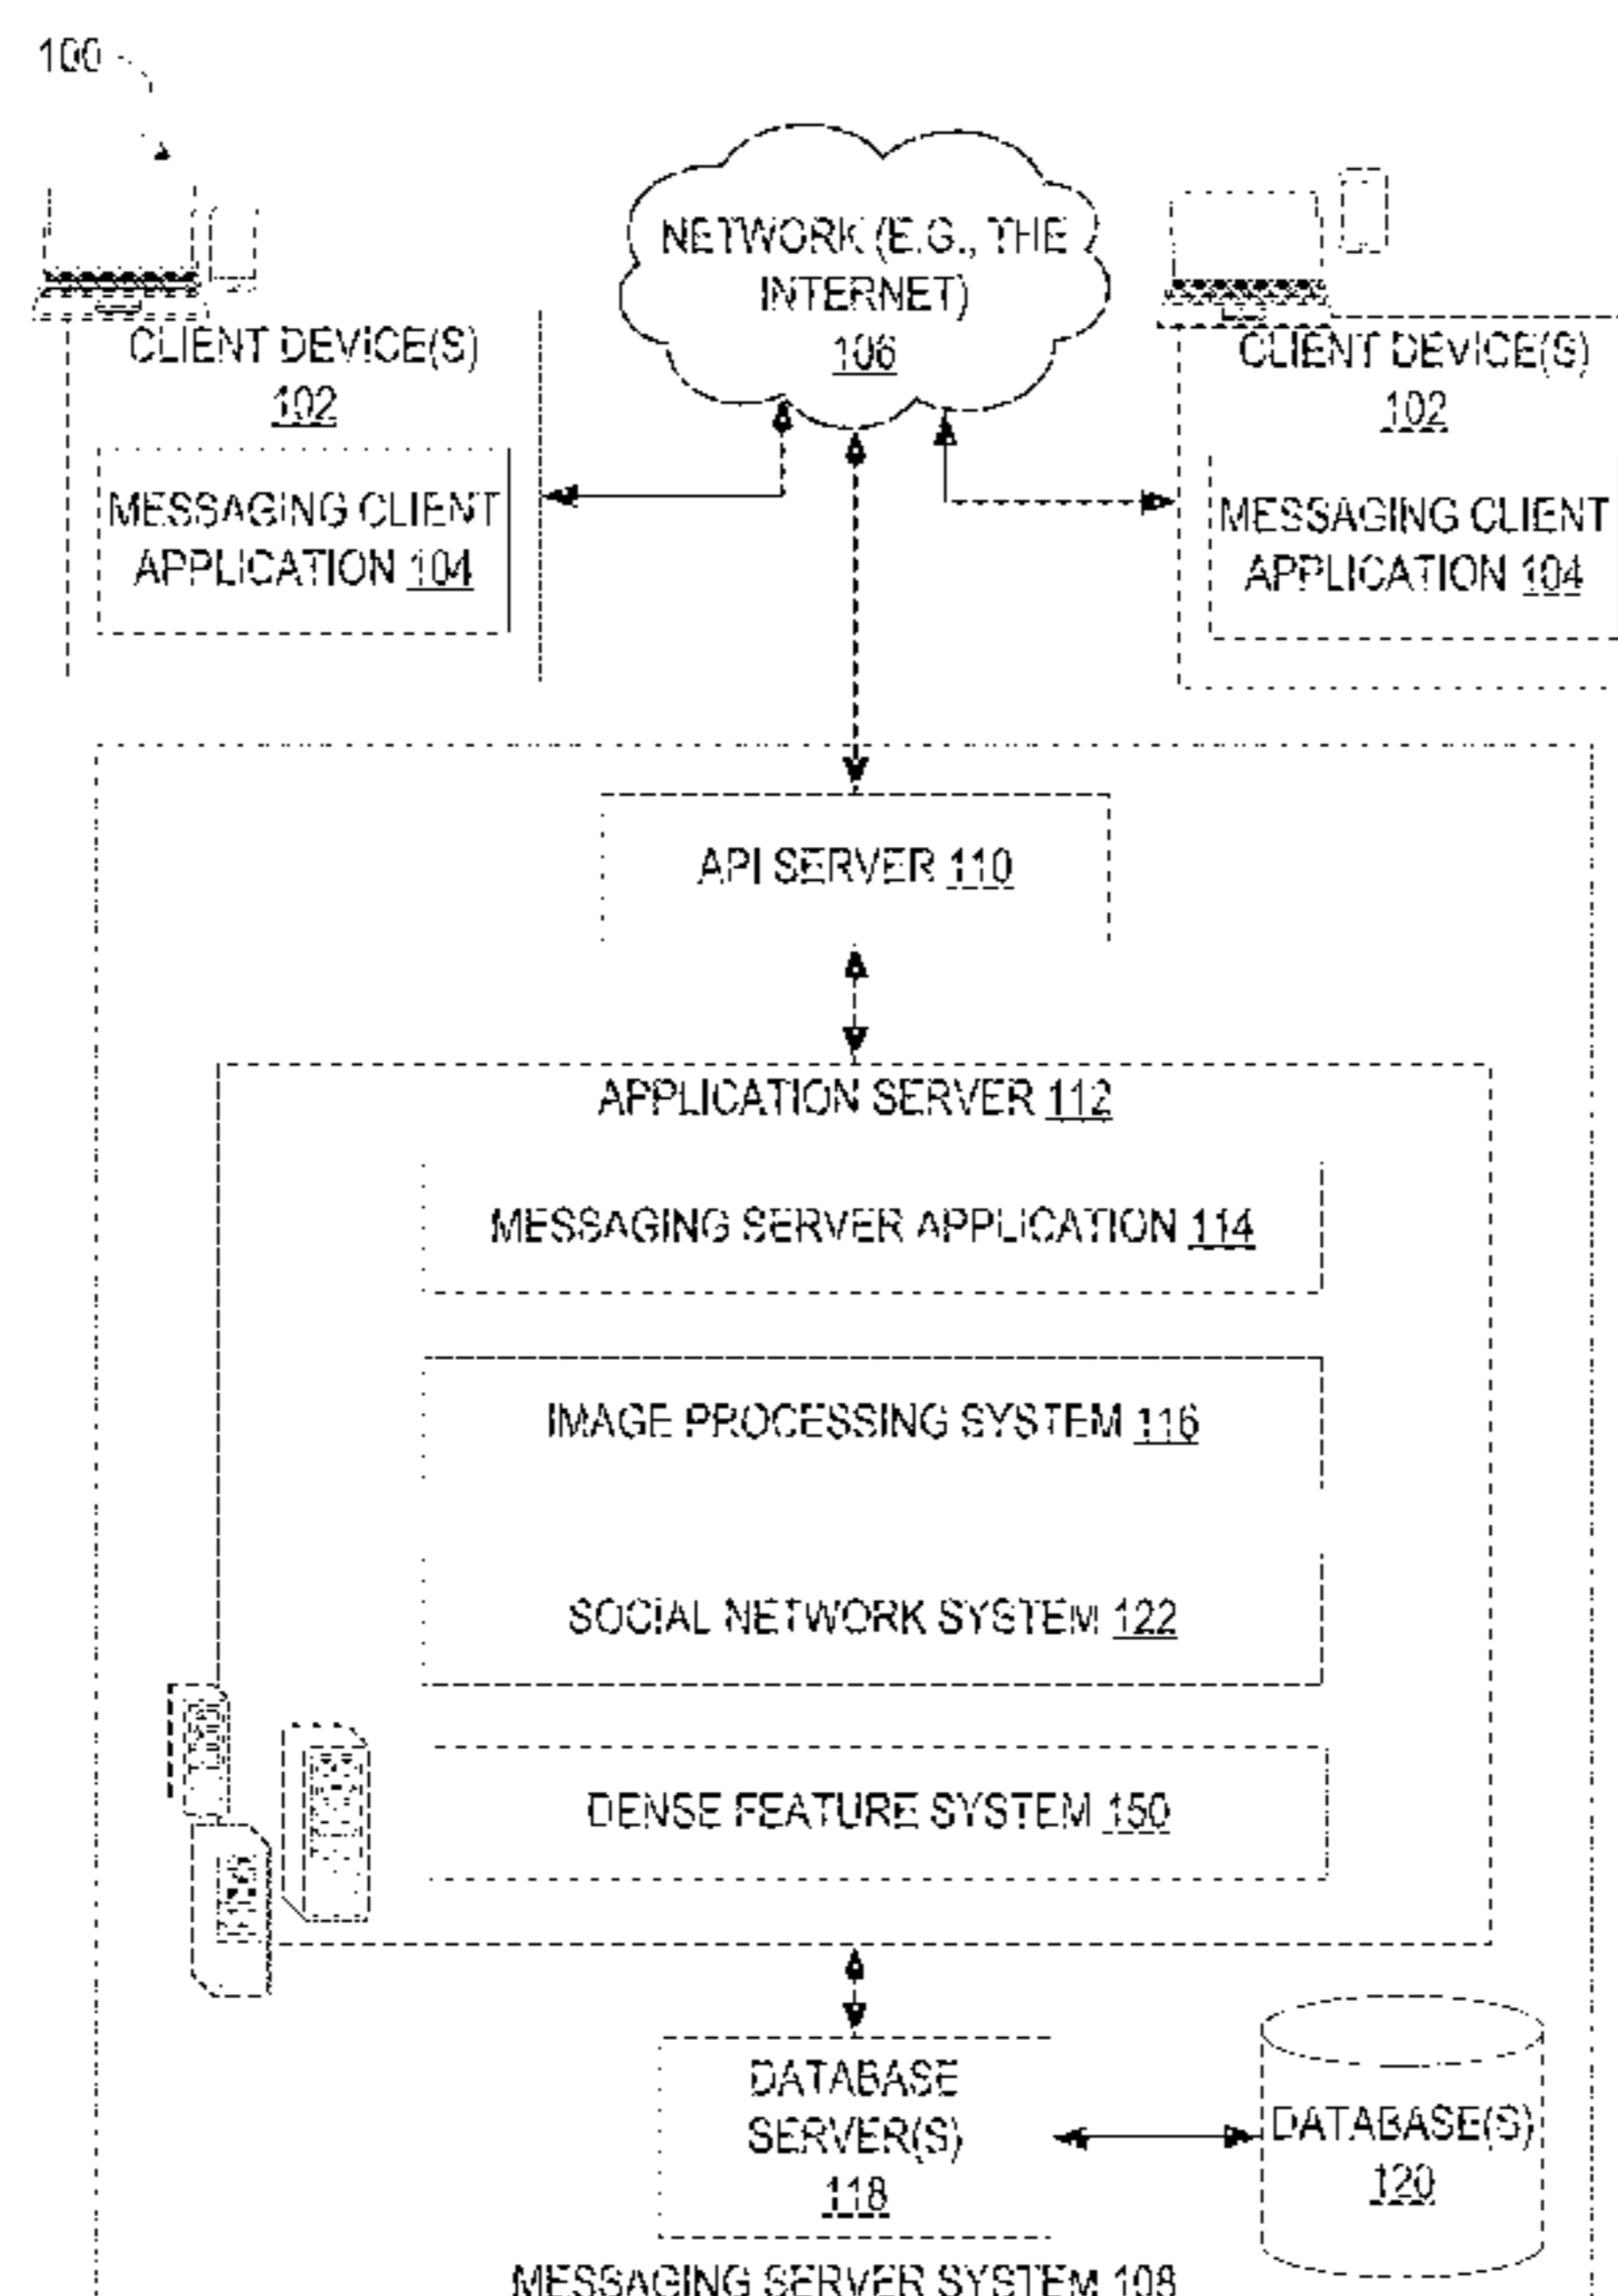 100
NETWORK (E.G., THE
INTERNET)
106
CLIENT DEVICE(S)
102
MESSAGING CLIENT
APPLICATION 104
CLIENT DEVICE(S)
102
MESSAGING CLIENT
APPLICATION 104
API SERVER 110
APPLICATION SERVER 112
MESSAGING SERVER APPLICATION 114
IMAGE PROCESSING SYSTEM 116
SOCIAL NETWORK SYSTEM 122
DENSE FEATURE SYSTEM 150
DATABASE
SERVER(S)
118
DATABASE(S)
120
MESSAGING SERVER SYSTEM 108